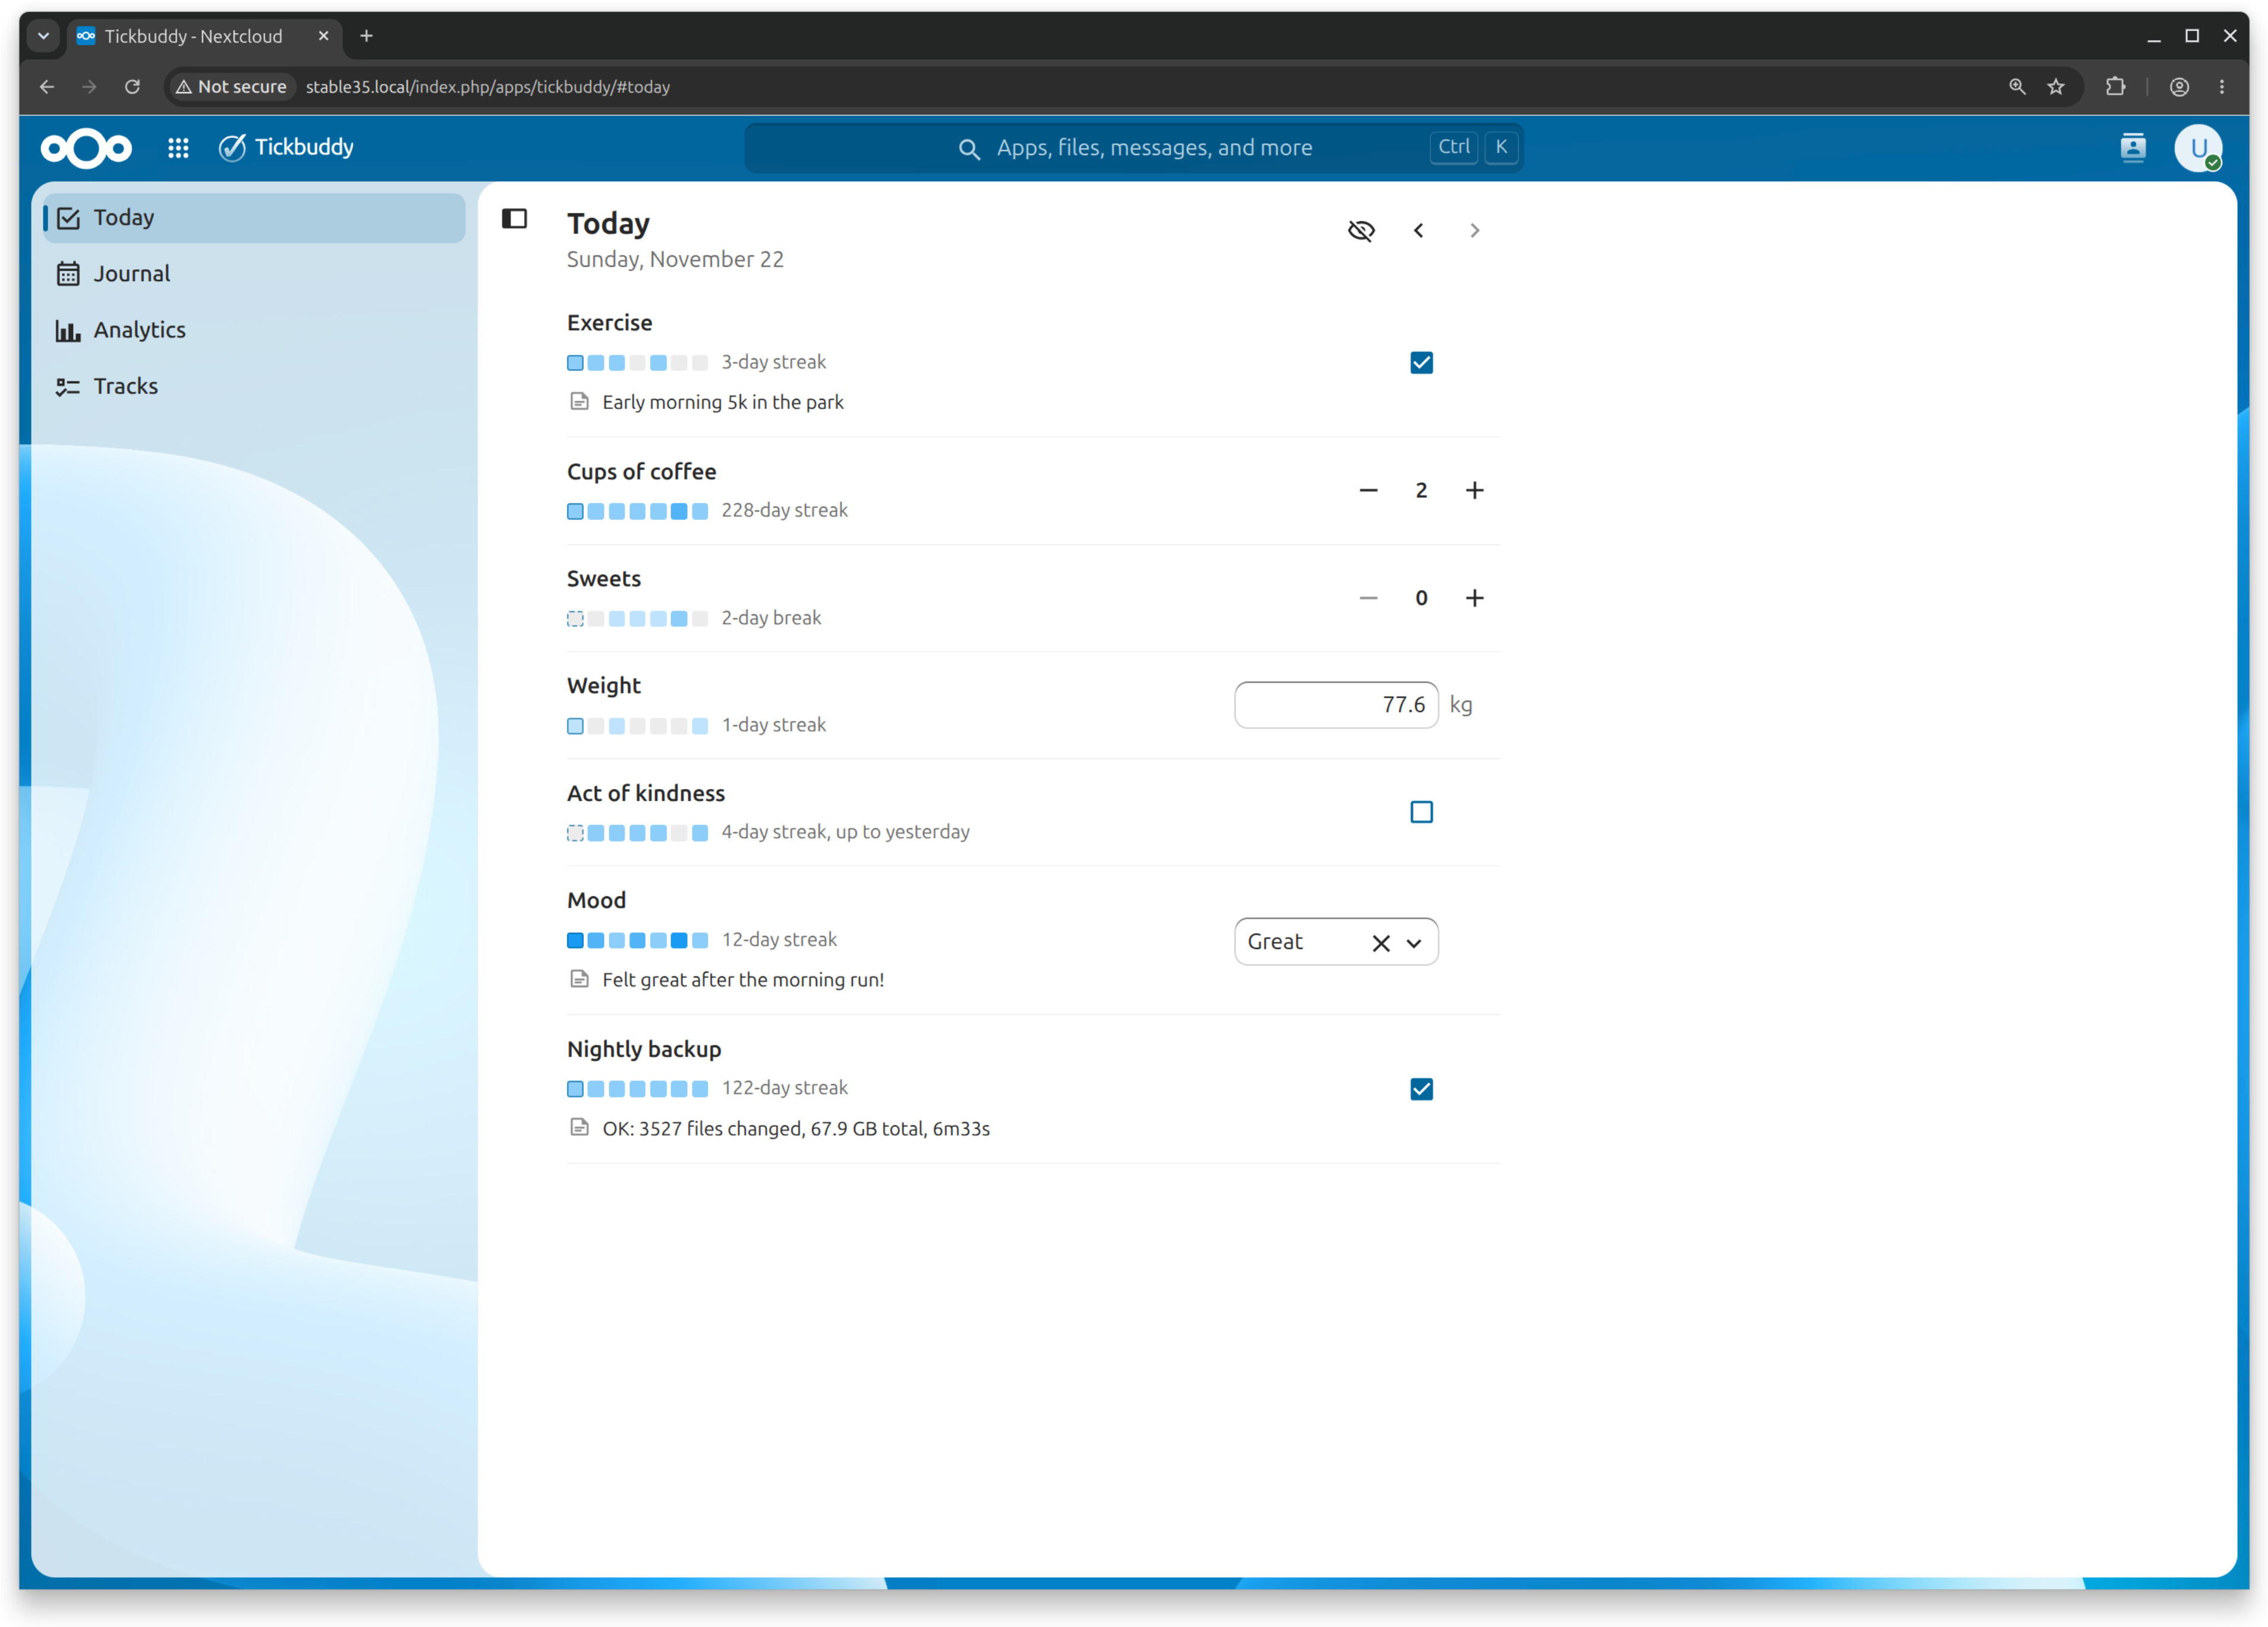 Tickbuddy - Nextcloud
Not secure stable35.local/index.php/apps/tickbuddy/#today
Tickbuddy
Apps, files, messages, and more Ctrl K
U
Today
Journal
Analytics
Tracks
Today
Sunday, November 22
Exercise
3-day streak
Early morning 5k in the park
Cups of coffee
228-day streak
2
Sweets
2-day break
0
Weight
1-day streak
77.6 kg
Act of kindness
4-day streak, up to yesterday
Mood
12-day streak
Great
Felt great after the morning run!
Nightly backup
122-day streak
OK: 3527 files changed, 67.9 GB total, 6m33s